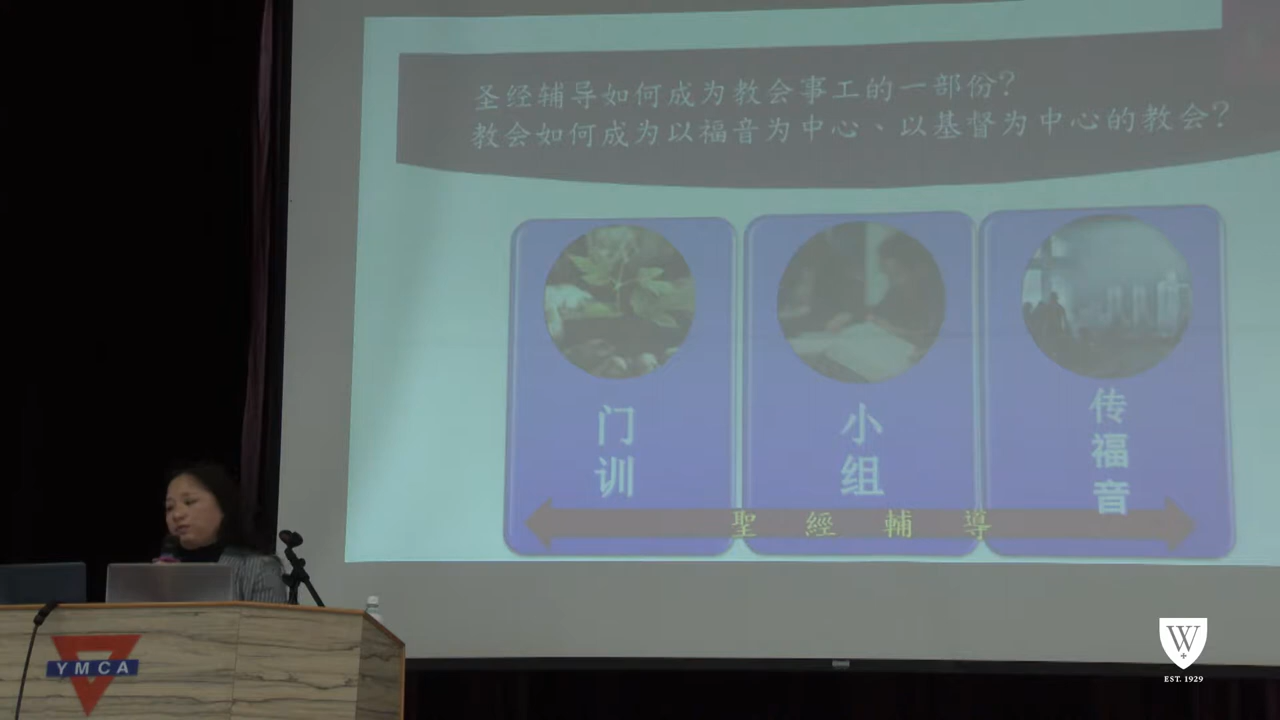 圣经辅导如何成为教会事工的一部份？
教会如何成为以福音为中心、以基督为中心的教会？
门训
小组
传福音
聖經輔導
YMCA
W
EST. 1929